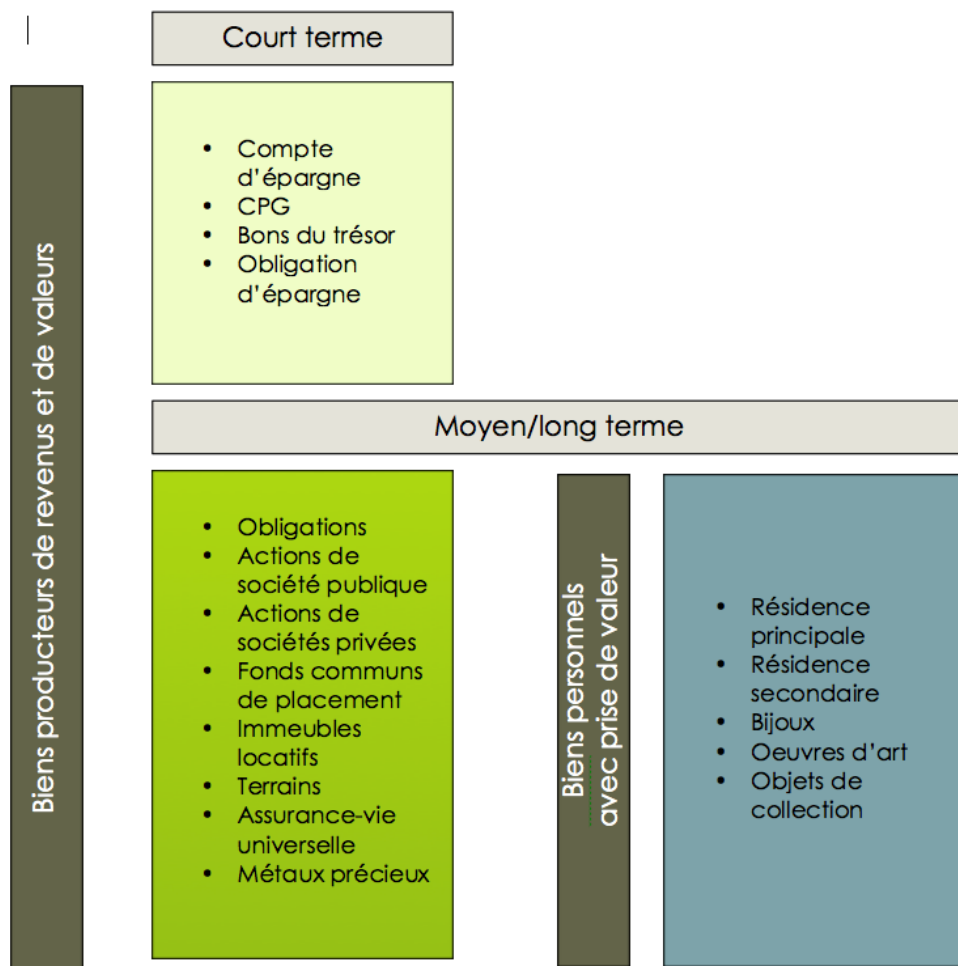 Court terme
Biens producteurs de revenus et de valeurs
• Compte
d'épargne
• CPG
• Bons du trésor
• Obligation
d'épargne
Moyen/long terme
• Obligations
• Actions de
société publique
• Actions de
sociétés privées
• Fonds communs
de placement
• Immeubles
locatifs
• Terrains
• Assurance-vie
universelle
• Métaux précieux
Biens personnels
avec prise de valeur
• Résidence
principale
• Résidence
secondaire
• Bijoux
• Oeuvres d'art
• Objets de
collection